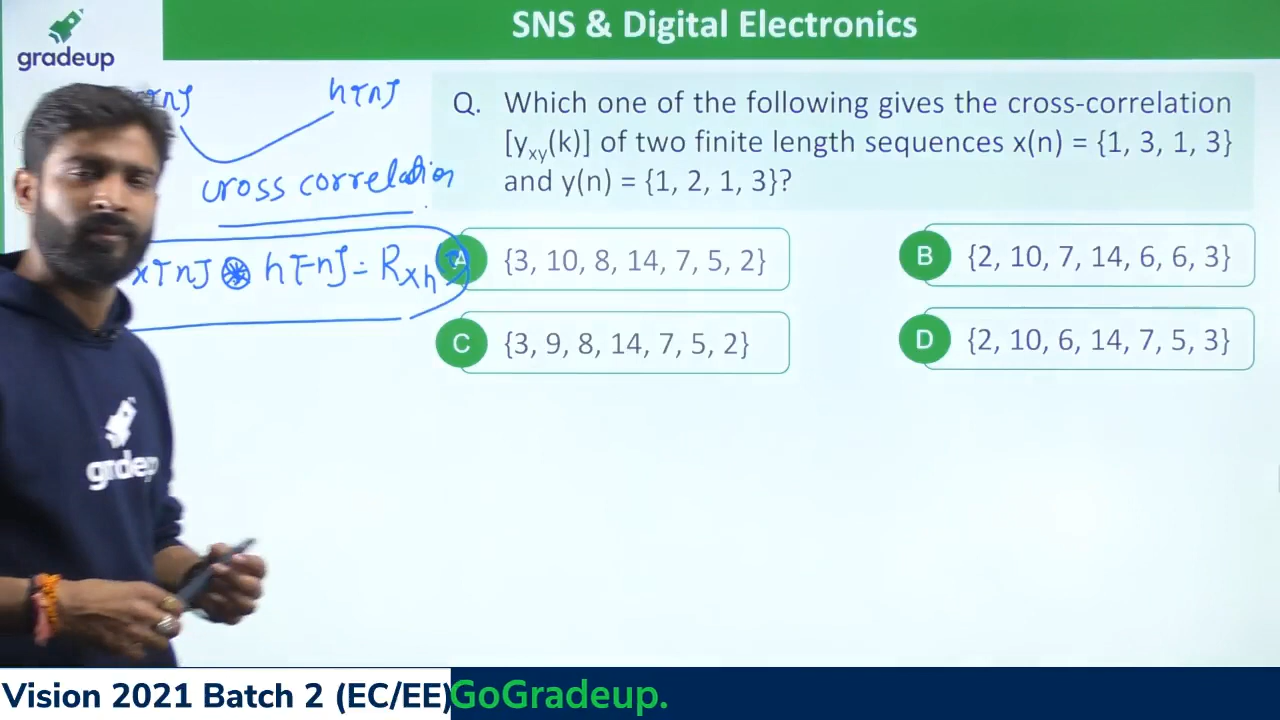 gradeup
SNS & Digital Electronics
h[n]
cross correlation
x[n] ⊛ h[-n] = Rxh
Q. Which one of the following gives the cross-correlation
[yxy(k)] of two finite length sequences x(n) = {1, 3, 1, 3}
and y(n) = {1, 2, 1, 3}?
A {3, 10, 8, 14, 7, 5, 2}
B {2, 10, 7, 14, 6, 6, 3}
C {3, 9, 8, 14, 7, 5, 2}
D {2, 10, 6, 14, 7, 5, 3}
Vision 2021 Batch 2 (EC/EE) GoGradeup.